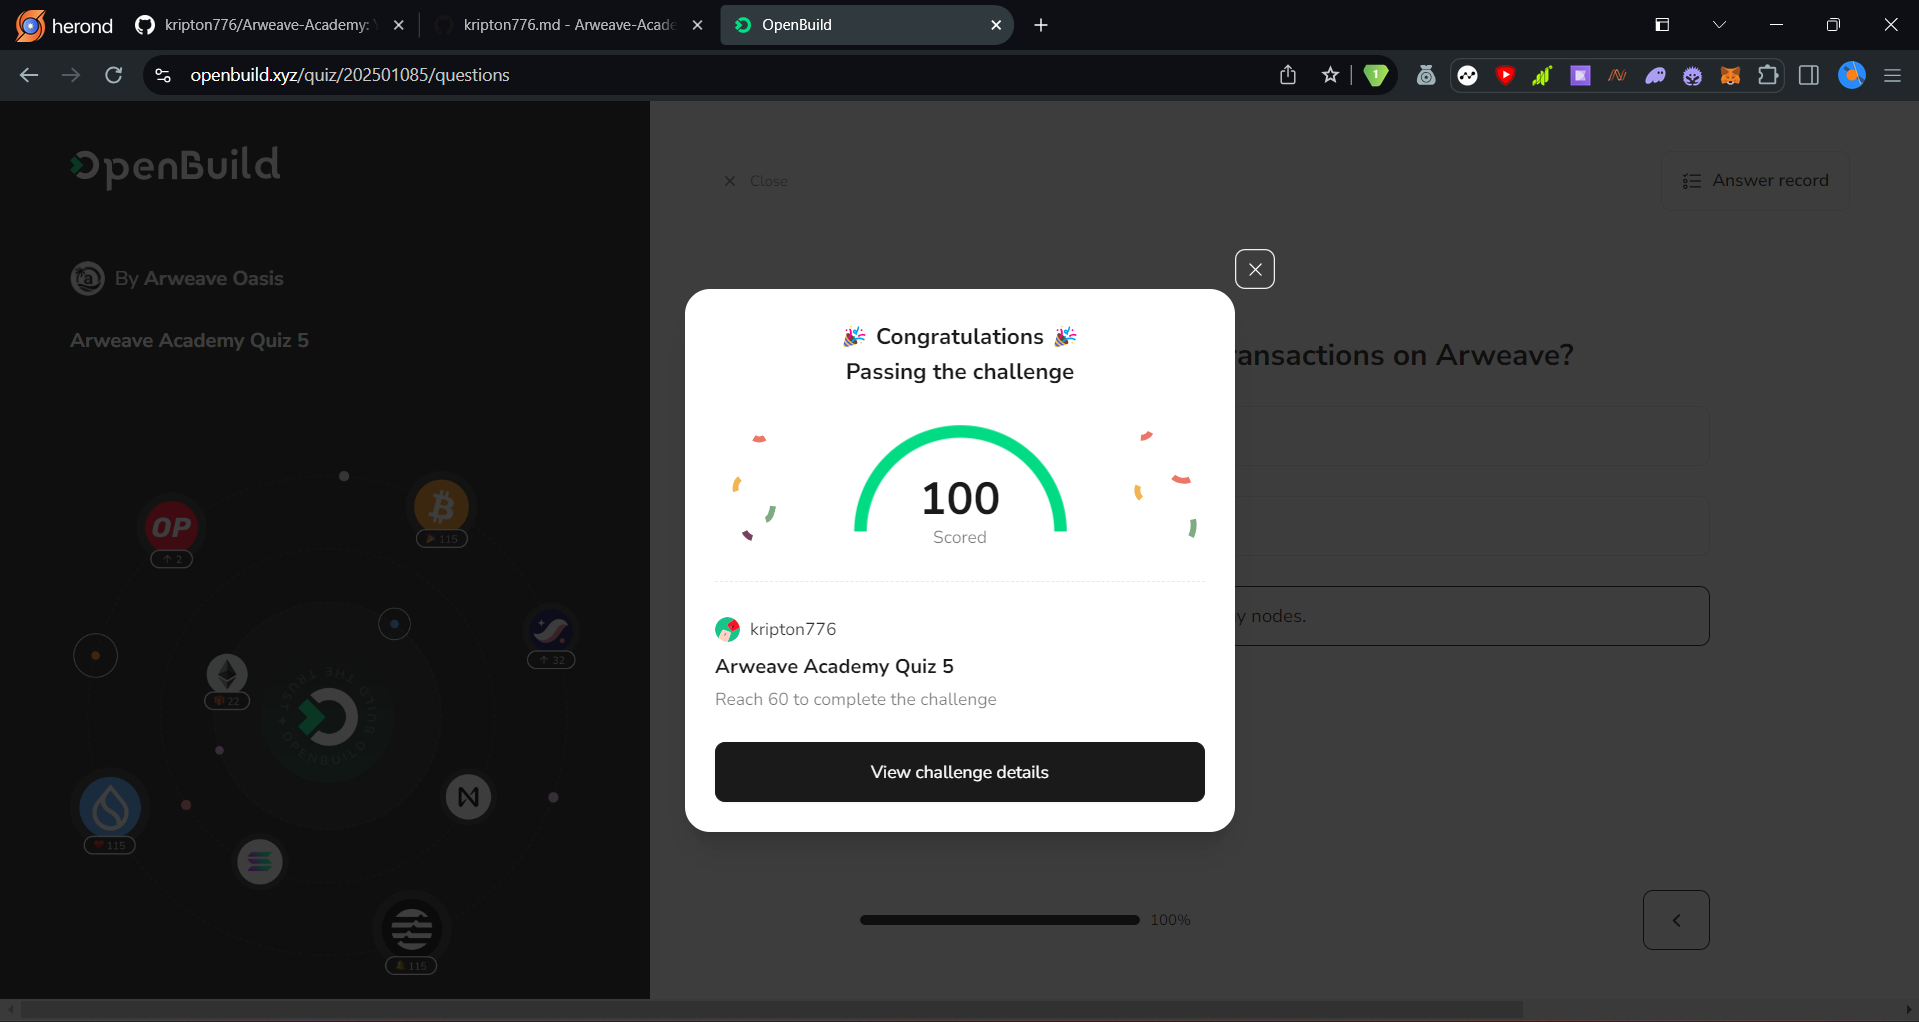 herond
kripton776/Arweave-Academy:
kripton776.md - Arweave-Acade
OpenBuild
openbuild.xyz/quiz/202501085/questions
1
OpenBuild
Close
Answer record
By Arweave Oasis
Arweave Academy Quiz 5
ransactions on Arweave?
🎉 Congratulations 🎉
Passing the challenge
100
Scored
y nodes.
kripton776
Arweave Academy Quiz 5
Reach 60 to complete the challenge
View challenge details
OP
2
115
32
22
115
115
100%